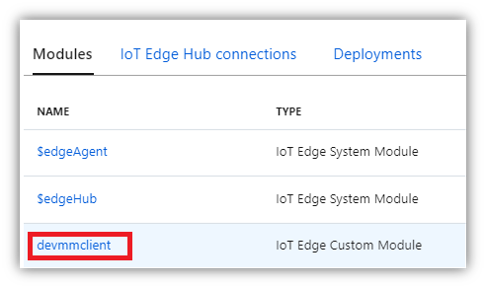 Modules IoT Edge Hub connections Deployments
NAME TYPE
$edgeAgent IoT Edge System Module
$edgeHub IoT Edge System Module
devmmclient IoT Edge Custom Module